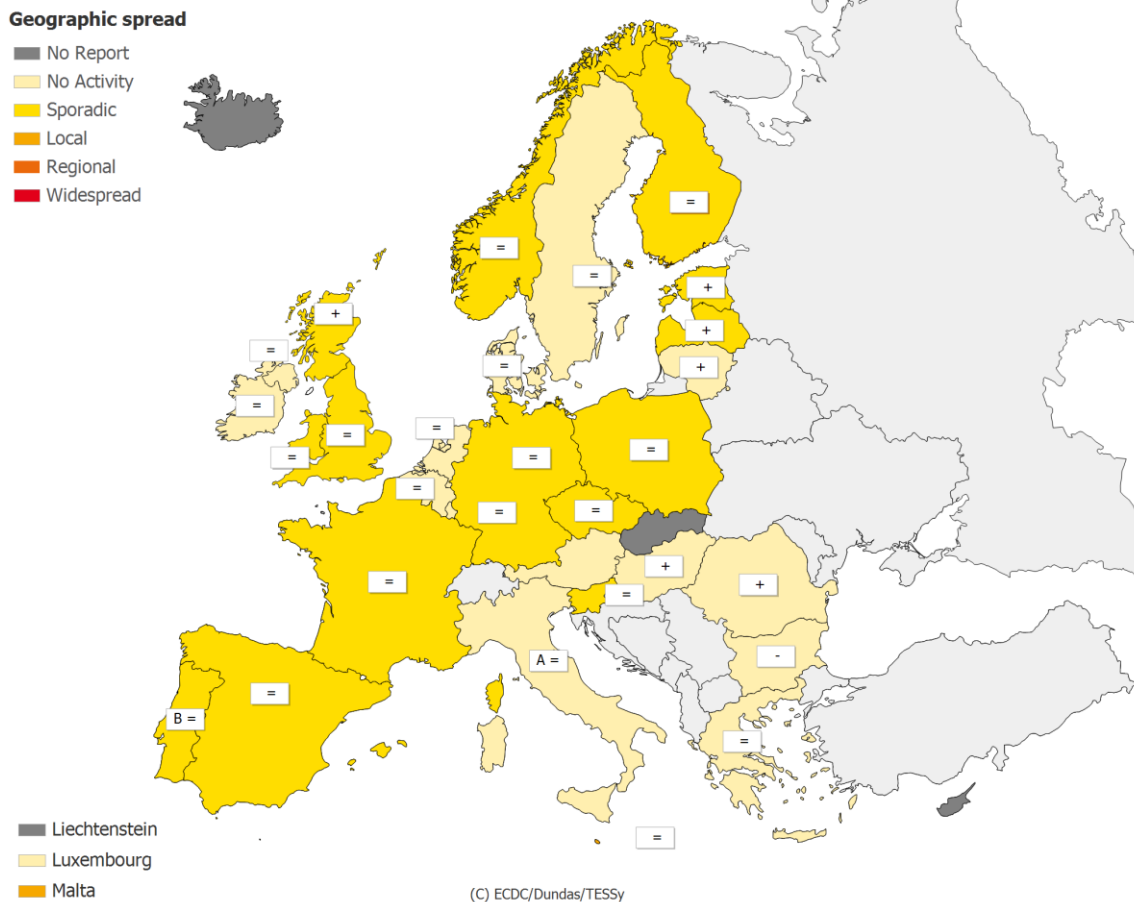 Geographic spread
No Report
No Activity
Sporadic
Local
Regional
Widespread
=
=
=
+
+
+
=
+
=
=
=
=
=
=
=
=
=
=
=
+
+
=
=
A =
-
=
B =
=
=
Liechtenstein
Luxembourg
Malta
(C) ECDC/Dundas/TESSy